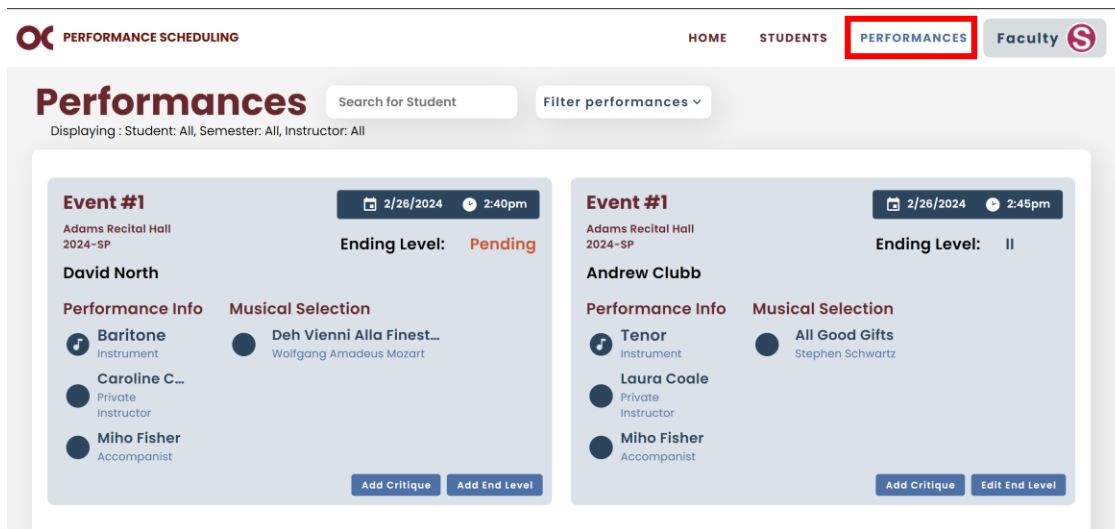 OC PERFORMANCE SCHEDULING
HOME STUDENTS PERFORMANCES Faculty S
Performances Search for Student Filter performances
Displaying : Student: All, Semester: All, Instructor: All
Event #1 2/26/2024 2:40pm
Adams Recital Hall
2024-SP Ending Level: Pending
David North
Performance Info Musical Selection
Baritone Deh Vienni Alla Finest...
Instrument Wolfgang Amadeus Mozart
Caroline C...
Private
Instructor
Miho Fisher
Accompanist
Add Critique Add End Level
Event #1 2/26/2024 2:45pm
Adams Recital Hall
2024-SP Ending Level: II
Andrew Clubb
Performance Info Musical Selection
Tenor All Good Gifts
Instrument Stephen Schwartz
Laura Coale
Private
Instructor
Miho Fisher
Accompanist
Add Critique Edit End Level